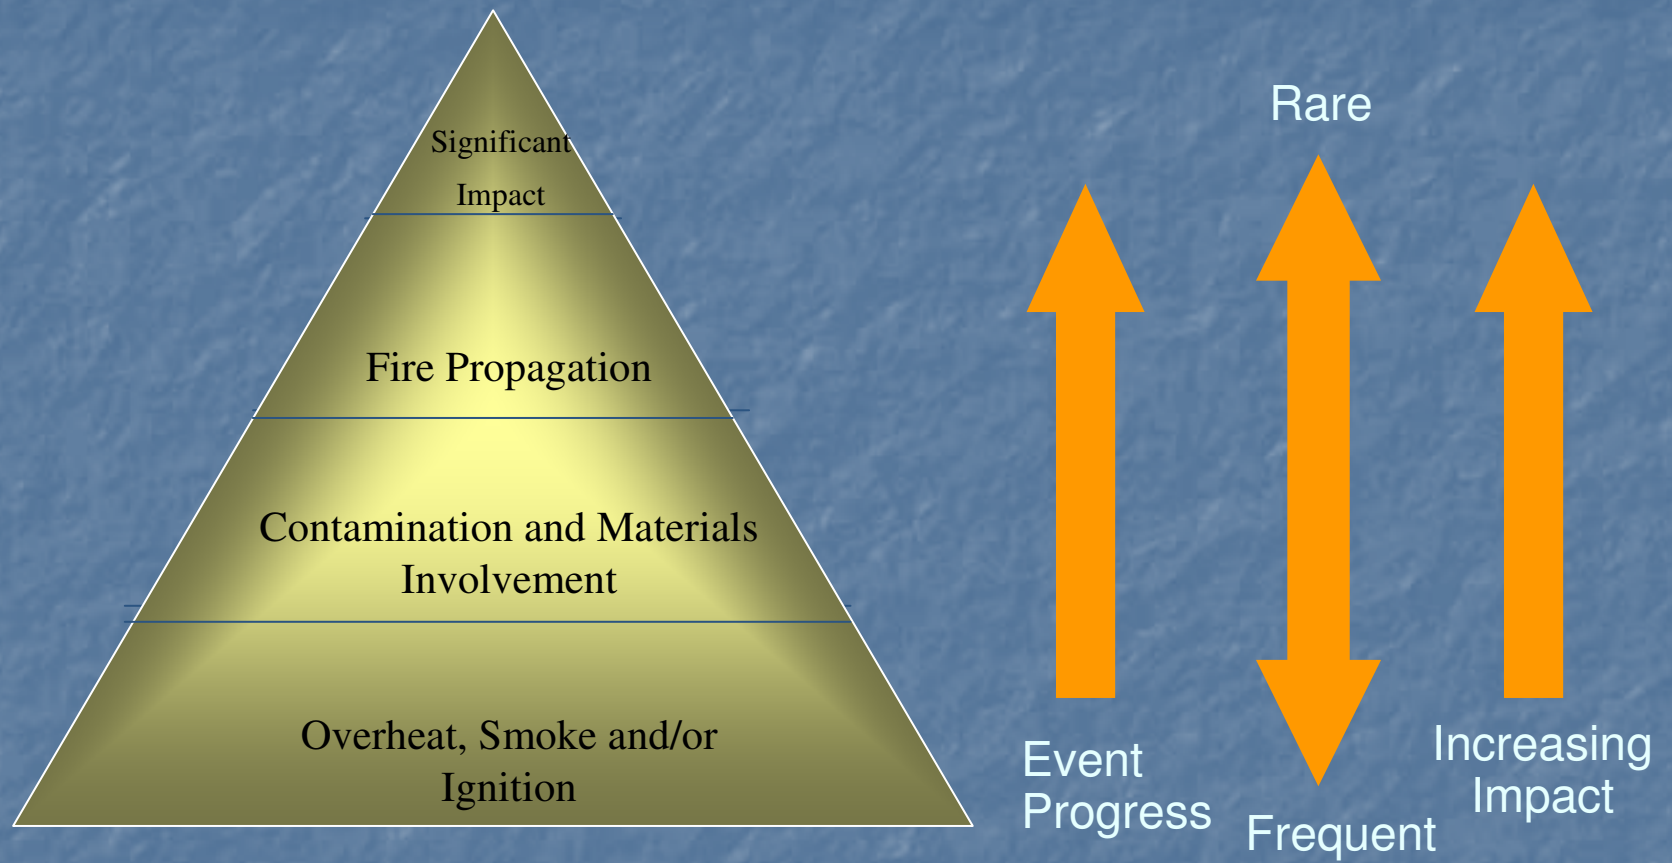 Significant
Impact
Fire Propagation
Contamination and Materials
Involvement
Overheat, Smoke and/or
Ignition
Rare
Event
Progress
Frequent
Increasing
Impact